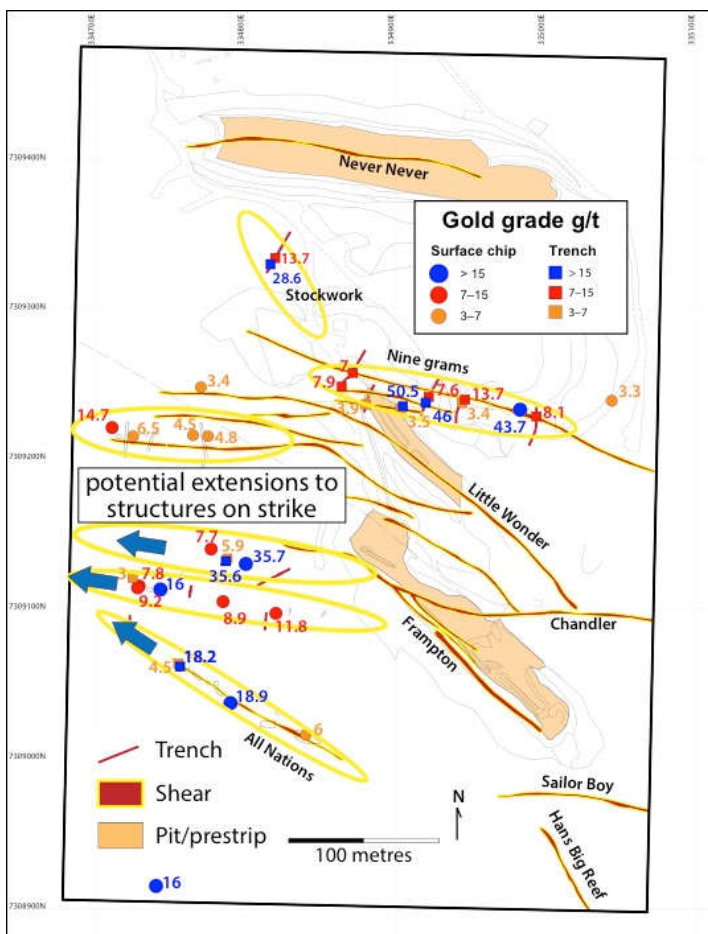 334700E
334800E
334900E
335000E
335100E
7309400N
Never Never
Gold grade g/t
Surface chip
Trench
> 15
> 15
7–15
7–15
3–7
3–7
13.7
28.6
Stockwork
7309300N
Nine grams
7
7.9
7.6
13.7
50.5
3.9
3.5
46
3.4
43.7
8.1
3.3
3.4
14.7
6.5
4.5
4.8
7309200N
potential extensions to
structures on strike
Little Wonder
7.7
5.9
35.7
35.6
3
7.8
16
9.2
8.9
11.8
7309100N
Chandler
Frampton
18.2
4.5
18.9
6
All Nations
7309000N
Trench
Shear
Pit/prestrip
N
100 metres
Sailor Boy
Hans Big Reef
16
7308900N